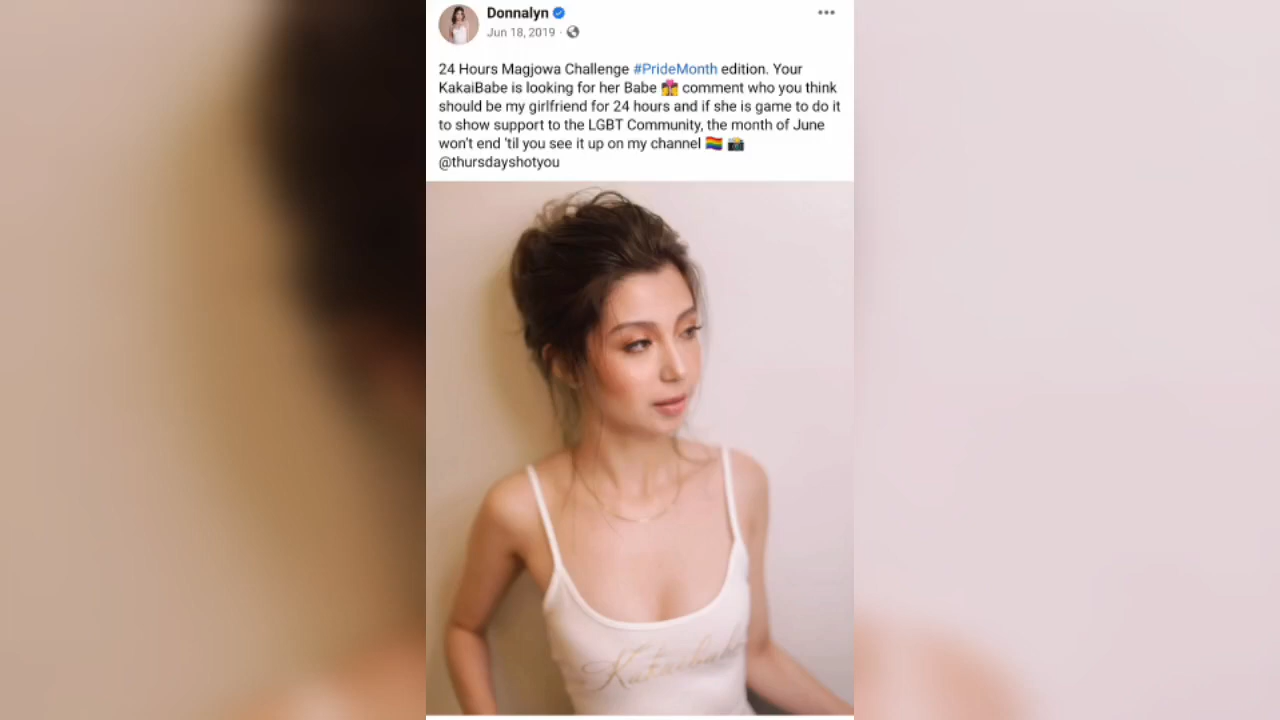 Donnalyn
Jun 18, 2019 ·
24 Hours Magjowa Challenge #PrideMonth edition. Your
KakaiBabe is looking for her Babe 👩‍❤️‍💋‍👩 comment who you think
should be my girlfriend for 24 hours and if she is game to do it
to show support to the LGBT Community, the month of June
won't end 'til you see it up on my channel 🏳️‍🌈 📸
@thursdayshotyou
Kakaibabe